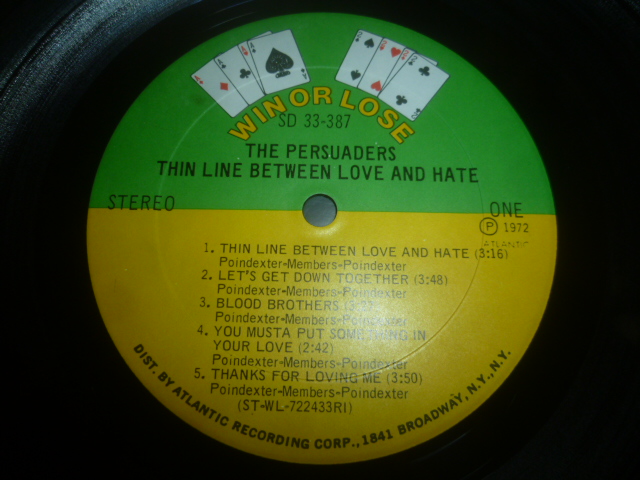 WIN OR LOSE
SD 33-387
THE PERSUADERS
THIN LINE BETWEEN LOVE AND HATE
STEREO
ONE
Ⓟ 1972
ATLANTIC
1. THIN LINE BETWEEN LOVE AND HATE (3:16)
Poindexter-Members-Poindexter
2. LET'S GET DOWN TOGETHER (3:48)
Poindexter-Members-Poindexter
3. BLOOD BROTHERS
Poindexter-Members-Poindexter
4. YOU MUSTA PUT SOMETHING IN
YOUR LOVE (2:42)
Poindexter-Members-Poindexter
5. THANKS FOR LOVING ME (3:50)
Poindexter-Members-Poindexter
(ST-WL-722433RI)
DIST. BY ATLANTIC RECORDING CORP., 1841 BROADWAY, N.Y., N.Y.